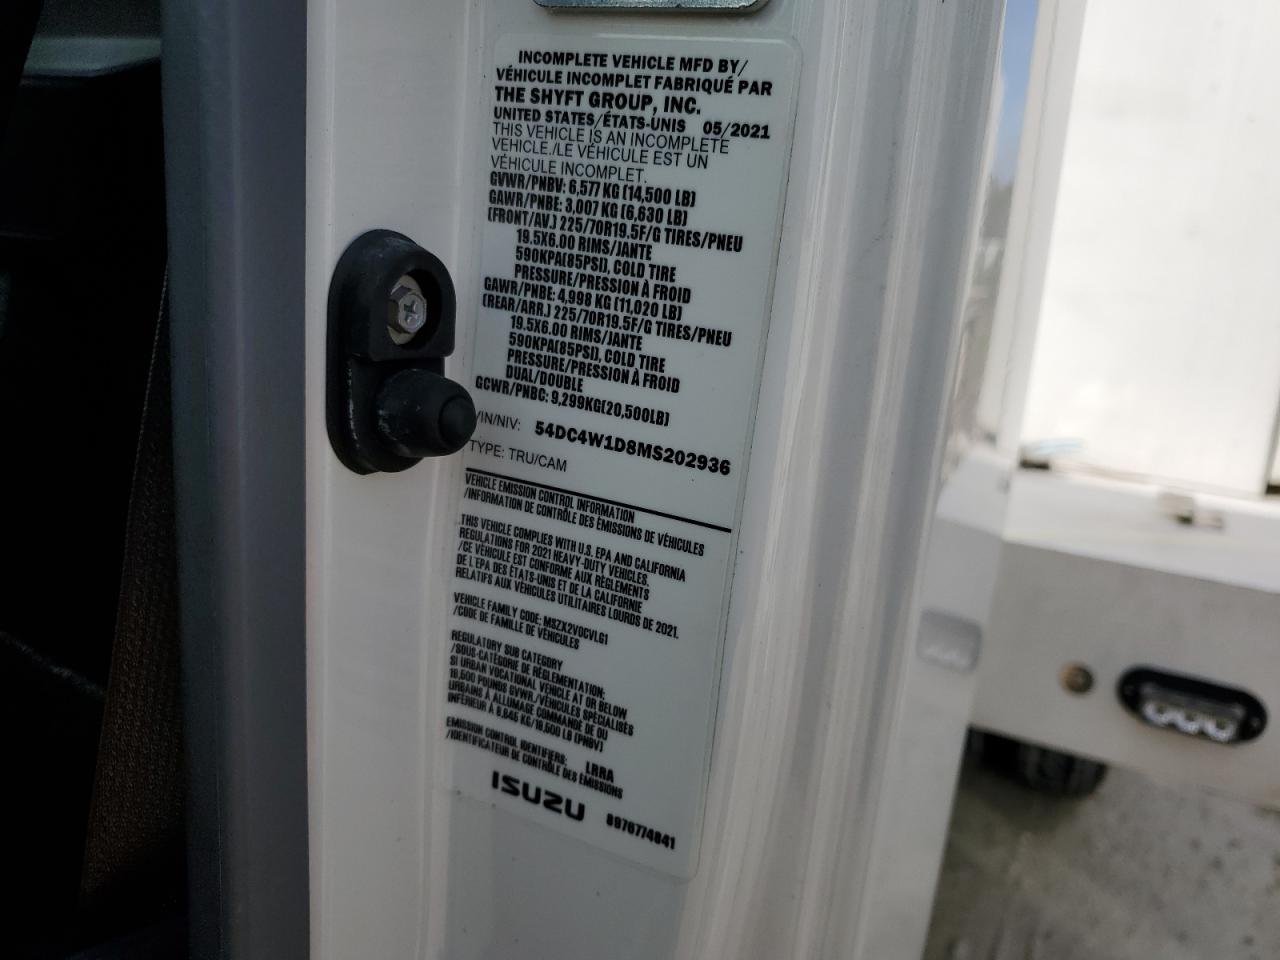 INCOMPLETE VEHICLE MFD BY/
VÉHICULE INCOMPLET FABRIQUÉ PAR
THE SHYFT GROUP, INC.
UNITED STATES/ÉTATS-UNIS 05/2021
THIS VEHICLE IS AN INCOMPLETE
VEHICLE./LE VÉHICULE EST UN
VÉHICULE INCOMPLET.
GVWR/PNBV: 6,577 KG (14,500 LB)
GAWR/PNBE: 3,007 KG (6,630 LB)
(FRONT/AV.) 225/70R19.5F/G TIRES/PNEU
19.5X6.00 RIMS/JANTE
590KPA(85PSI), COLD TIRE
PRESSURE/PRESSION À FROID
GAWR/PNBE: 4,998 KG (11,020 LB)
(REAR/ARR.) 225/70R19.5F/G TIRES/PNEU
19.5X6.00 RIMS/JANTE
590KPA(85PSI), COLD TIRE
PRESSURE/PRESSION À FROID
DUAL/DOUBLE
GCWR/PNBC: 9,299KG(20,500LB)
/IN/NIV: 54DC4W1D8MS202936
TYPE: TRU/CAM
VEHICLE EMISSION CONTROL INFORMATION
/INFORMATION DE CONTRÔLE DES ÉMISSIONS DE VÉHICULES
THIS VEHICLE COMPLIES WITH U.S. EPA AND CALIFORNIA
REGULATIONS FOR 2021 HEAVY-DUTY VEHICLES.
/CE VÉHICULE EST CONFORME AUX RÈGLEMENTS
DE L'EPA DES ÉTATS-UNIS ET DE LA CALIFORNIE
RELATIFS AUX VÉHICULES UTILITAIRES LOURDS DE 2021.
VEHICLE FAMILY CODE: MSZX2VOCVLG1
/CODE DE FAMILLE DE VÉHICULES
REGULATORY SUB CATEGORY
/SOUS-CATÉGORIE DE RÉGLEMENTATION:
SI URBAN VOCATIONAL VEHICLE AT OR BELOW
19,500 POUNDS GVWR/VÉHICULES SPÉCIALISÉS
URBAINS À ALLUMAGE COMMANDÉ DE OU
INFÉRIEUR À 8,845 KG/19,500 LB (PNBV)
EMISSION CONTROL IDENTIFIERS: LRRA
/IDENTIFICATEUR DE CONTRÔLE DES ÉMISSIONS
ISUZU 8976774841